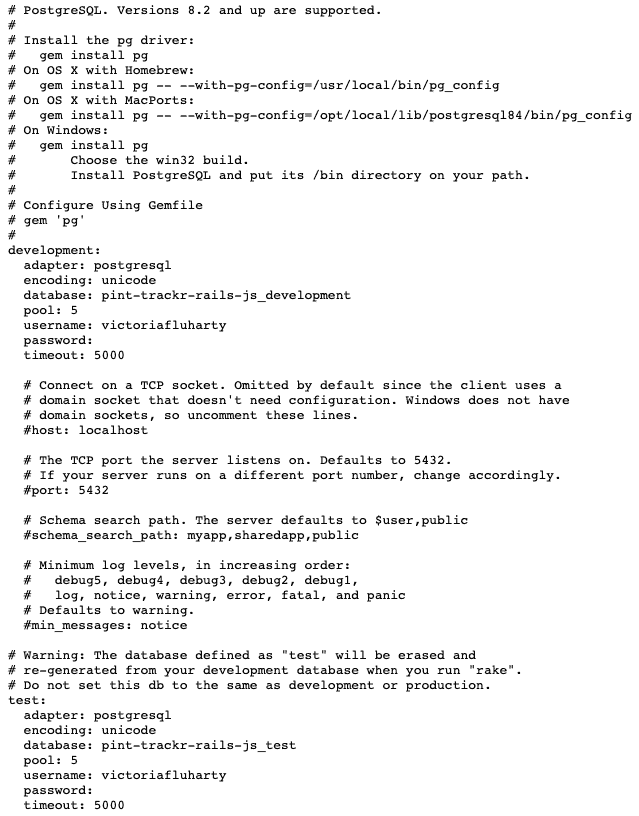 # PostgreSQL. Versions 8.2 and up are supported.
#
# Install the pg driver:
#   gem install pg
# On OS X with Homebrew:
#   gem install pg -- --with-pg-config=/usr/local/bin/pg_config
# On OS X with MacPorts:
#   gem install pg -- --with-pg-config=/opt/local/lib/postgresql84/bin/pg_config
# On Windows:
#   gem install pg
#       Choose the win32 build.
#       Install PostgreSQL and put its /bin directory on your path.
#
# Configure Using Gemfile
# gem 'pg'
#
development:
  adapter: postgresql
  encoding: unicode
  database: pint-trackr-rails-js_development
  pool: 5
  username: victoriafluharty
  password:
  timeout: 5000

  # Connect on a TCP socket. Omitted by default since the client uses a
  # domain socket that doesn't need configuration. Windows does not have
  # domain sockets, so uncomment these lines.
  #host: localhost

  # The TCP port the server listens on. Defaults to 5432.
  # If your server runs on a different port number, change accordingly.
  #port: 5432

  # Schema search path. The server defaults to $user,public
  #schema_search_path: myapp,sharedapp,public

  # Minimum log levels, in increasing order:
  #   debug5, debug4, debug3, debug2, debug1,
  #   log, notice, warning, error, fatal, and panic
  # Defaults to warning.
  #min_messages: notice

# Warning: The database defined as "test" will be erased and
# re-generated from your development database when you run "rake".
# Do not set this db to the same as development or production.
test:
  adapter: postgresql
  encoding: unicode
  database: pint-trackr-rails-js_test
  pool: 5
  username: victoriafluharty
  password:
  timeout: 5000